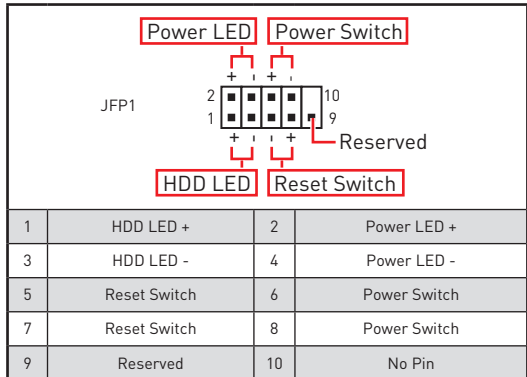 Power LED Power Switch
+ - + -
JFP1
2 10
1 9
+ - - +
Reserved
HDD LED Reset Switch
1 HDD LED + 2 Power LED +
3 HDD LED - 4 Power LED -
5 Reset Switch 6 Power Switch
7 Reset Switch 8 Power Switch
9 Reserved 10 No Pin